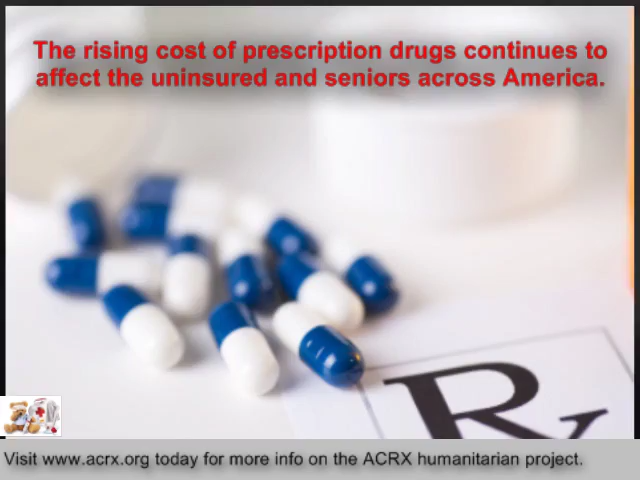 The rising cost of prescription drugs continues to
affect the uninsured and seniors across America.
R
Visit www.acrx.org today for more info on the ACRX humanitarian project.